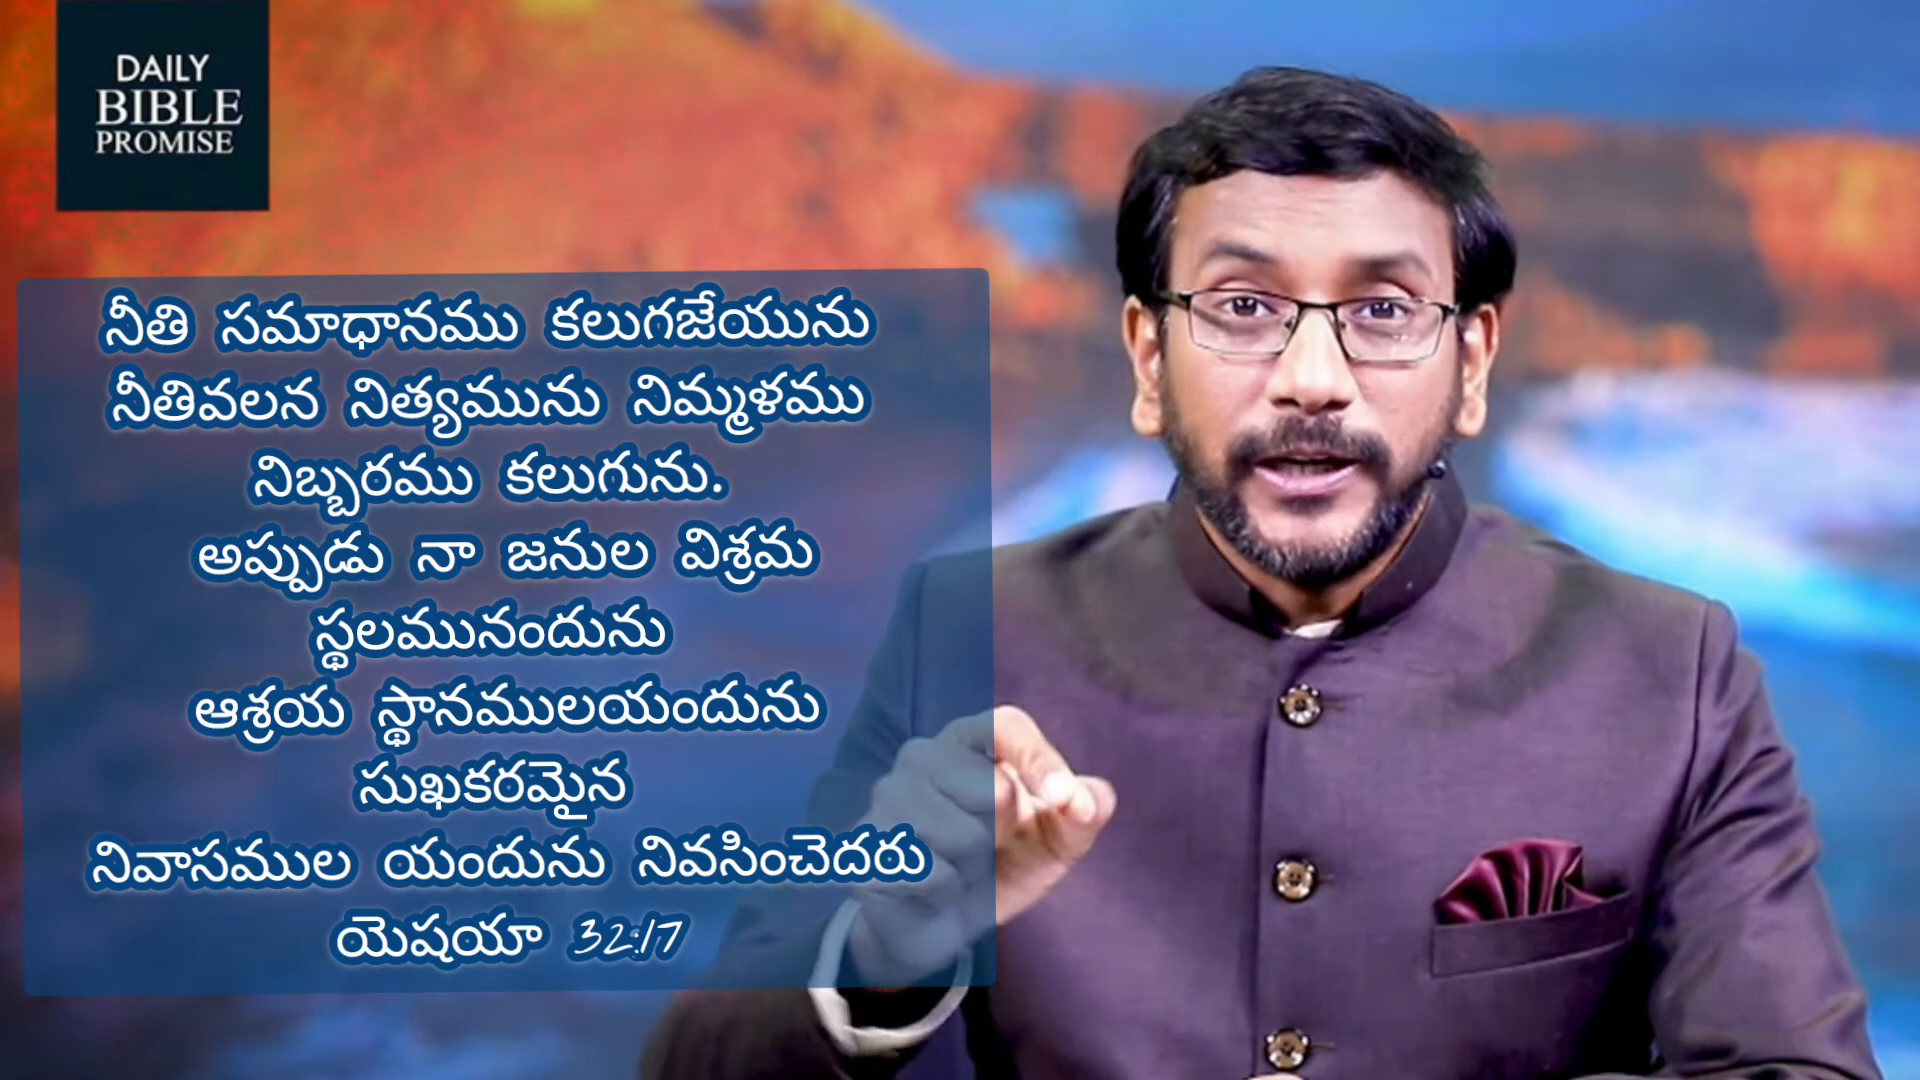 DAILY
BIBLE
PROMISE
నీతి సమాధానము కలుగజేయును
నీతివలన నిత్యమును నిమ్మళము
నిబ్బరము కలుగును.
అప్పుడు నా జనుల విశ్రమ
స్థలమునందును
ఆశ్రయ స్థానములయందును
సుఖకరమైన
నివాసముల యందును నివసించెదరు
యెషయా 32:17